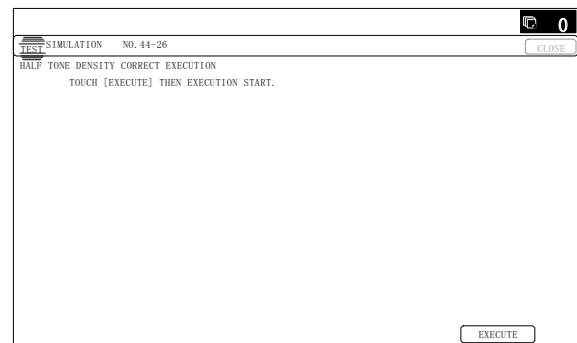 0
TEST SIMULATION NO. 44-26 CLOSE
HALF TONE DENSITY CORRECT EXECUTION
TOUCH [EXECUTE] THEN EXECUTION START.
EXECUTE